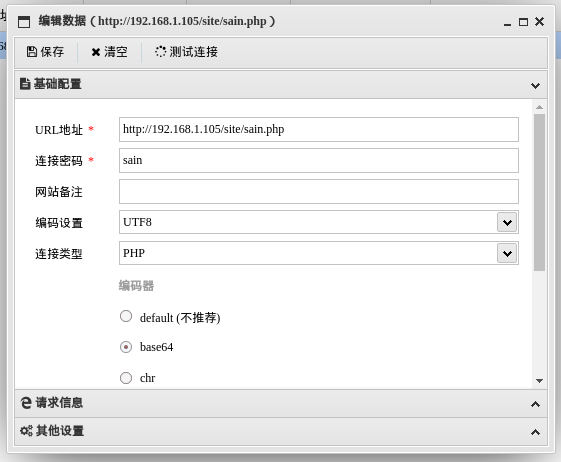 编辑数据 ( http://192.168.1.105/site/sain.php )
保存 清空 测试连接
基础配置
URL地址 * http://192.168.1.105/site/sain.php
连接密码 * sain
网站备注
编码设置 UTF8
连接类型 PHP
编码器
default (不推荐)
base64
chr
请求信息
其他设置